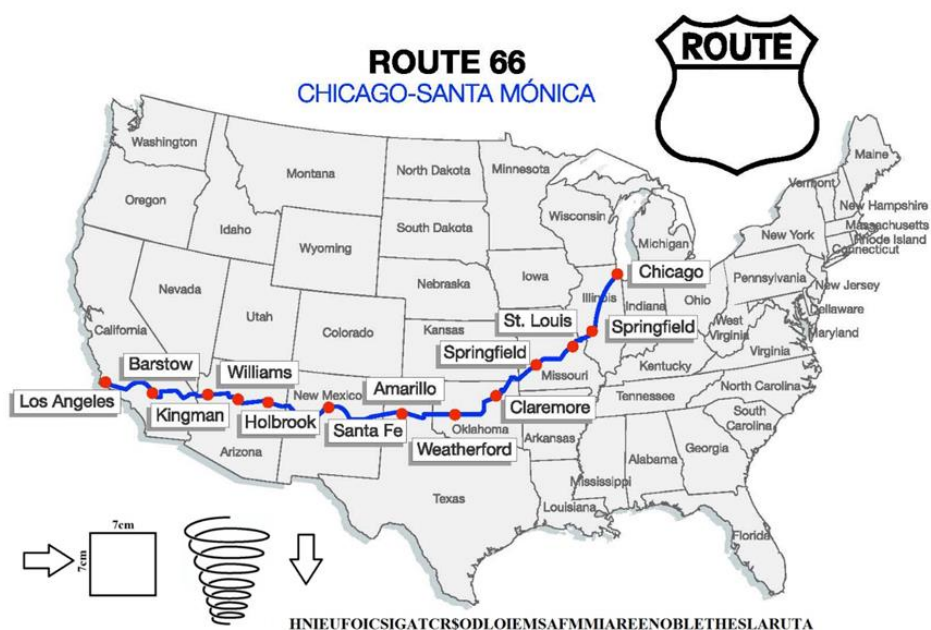 ROUTE 66
CHICAGO-SANTA MÓNICA
ROUTE
Washington
Oregon
Idaho
Montana
North Dakota
Minnesota
Wisconsin
Michigan
Maine
Vermont
New Hampshire
Massachusetts
Rhode Island
Connecticut
New York
South Dakota
Wyoming
Nebraska
Iowa
Chicago
Pennsylvania
New Jersey
Nevada
Utah
Colorado
Kansas
Illinois
Indiana
Ohio
Delaware
Maryland
West
Virginia
Virginia
California
St. Louis
Springfield
Springfield
Missouri
Kentucky
Barstow
Williams
Amarillo
New Mexico
Tennessee
North Carolina
Los Angeles
Kingman
Holbrook
Santa Fe
Claremore
Weatherford
Oklahoma
Arkansas
South
Carolina
Arizona
Texas
Mississippi
Alabama
Georgia
Louisiana
Florida
7cm
7cm
HNIEUFOICSIGATCR$ODLOIEMSAFMMIAREENOBLETHESLARUTA